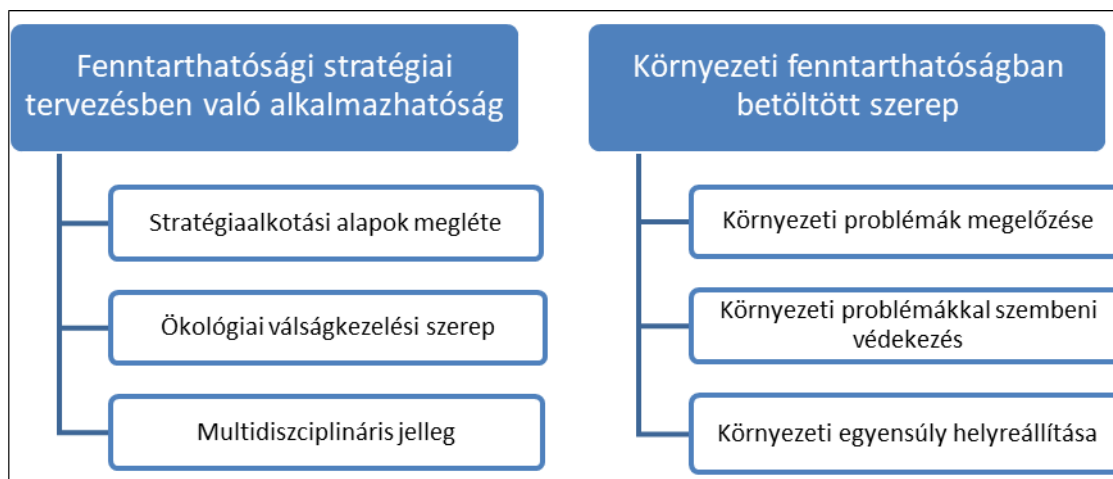 Fenntarthatósági stratégiai
tervezésben való alkalmazhatóság
Stratégiaalkotási alapok megléte
Ökológiai válságkezelési szerep
Multidiszciplináris jelleg
Környezeti fenntarthatóságban
betöltött szerep
Környezeti problémák megelőzése
Környezeti problémákkal szembeni
védekezés
Környezeti egyensúly helyreállítása